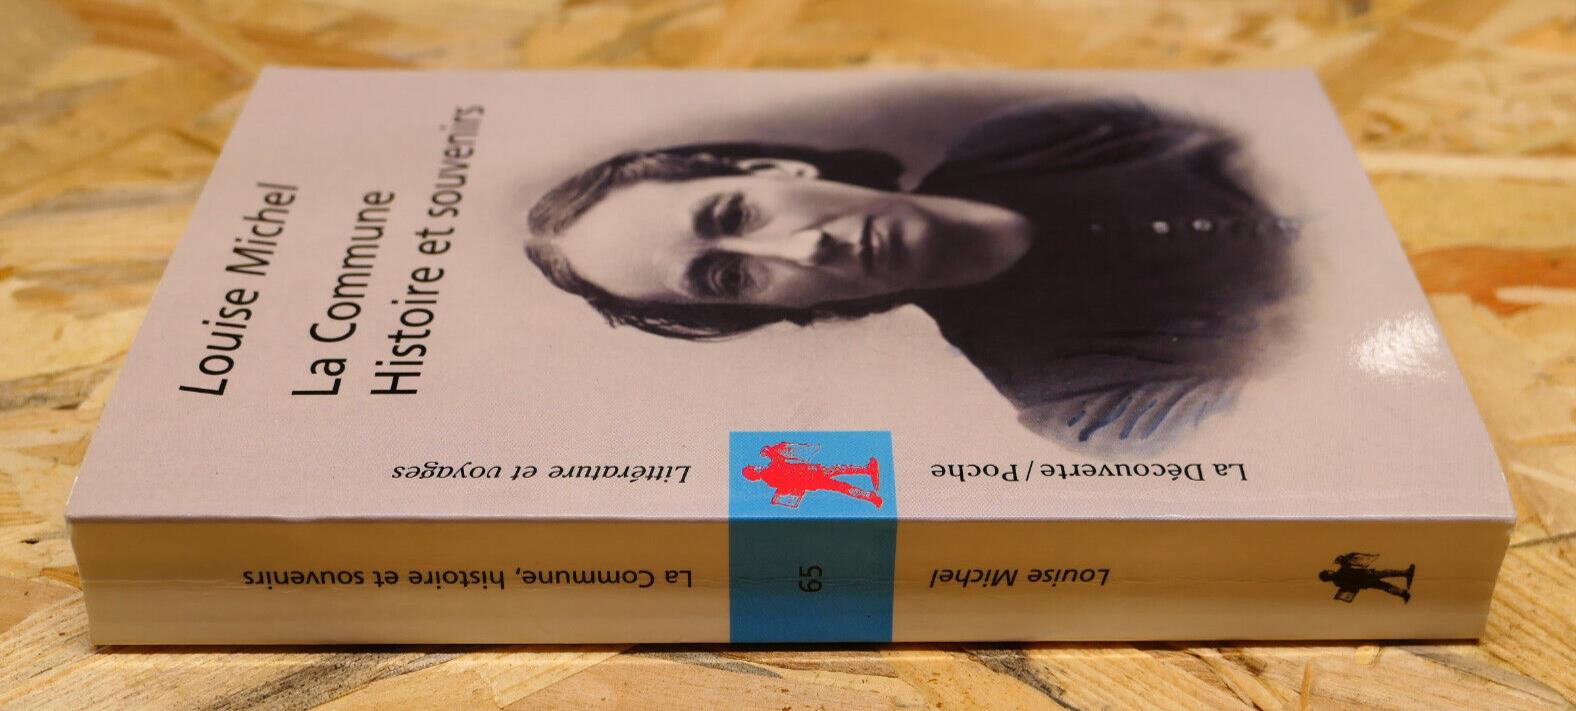 Louise Michel
La Commune
Histoire et souvenirs
La Découverte / Poche
Littérature et voyages
Louise Michel
65
La Commune, histoire et souvenirs